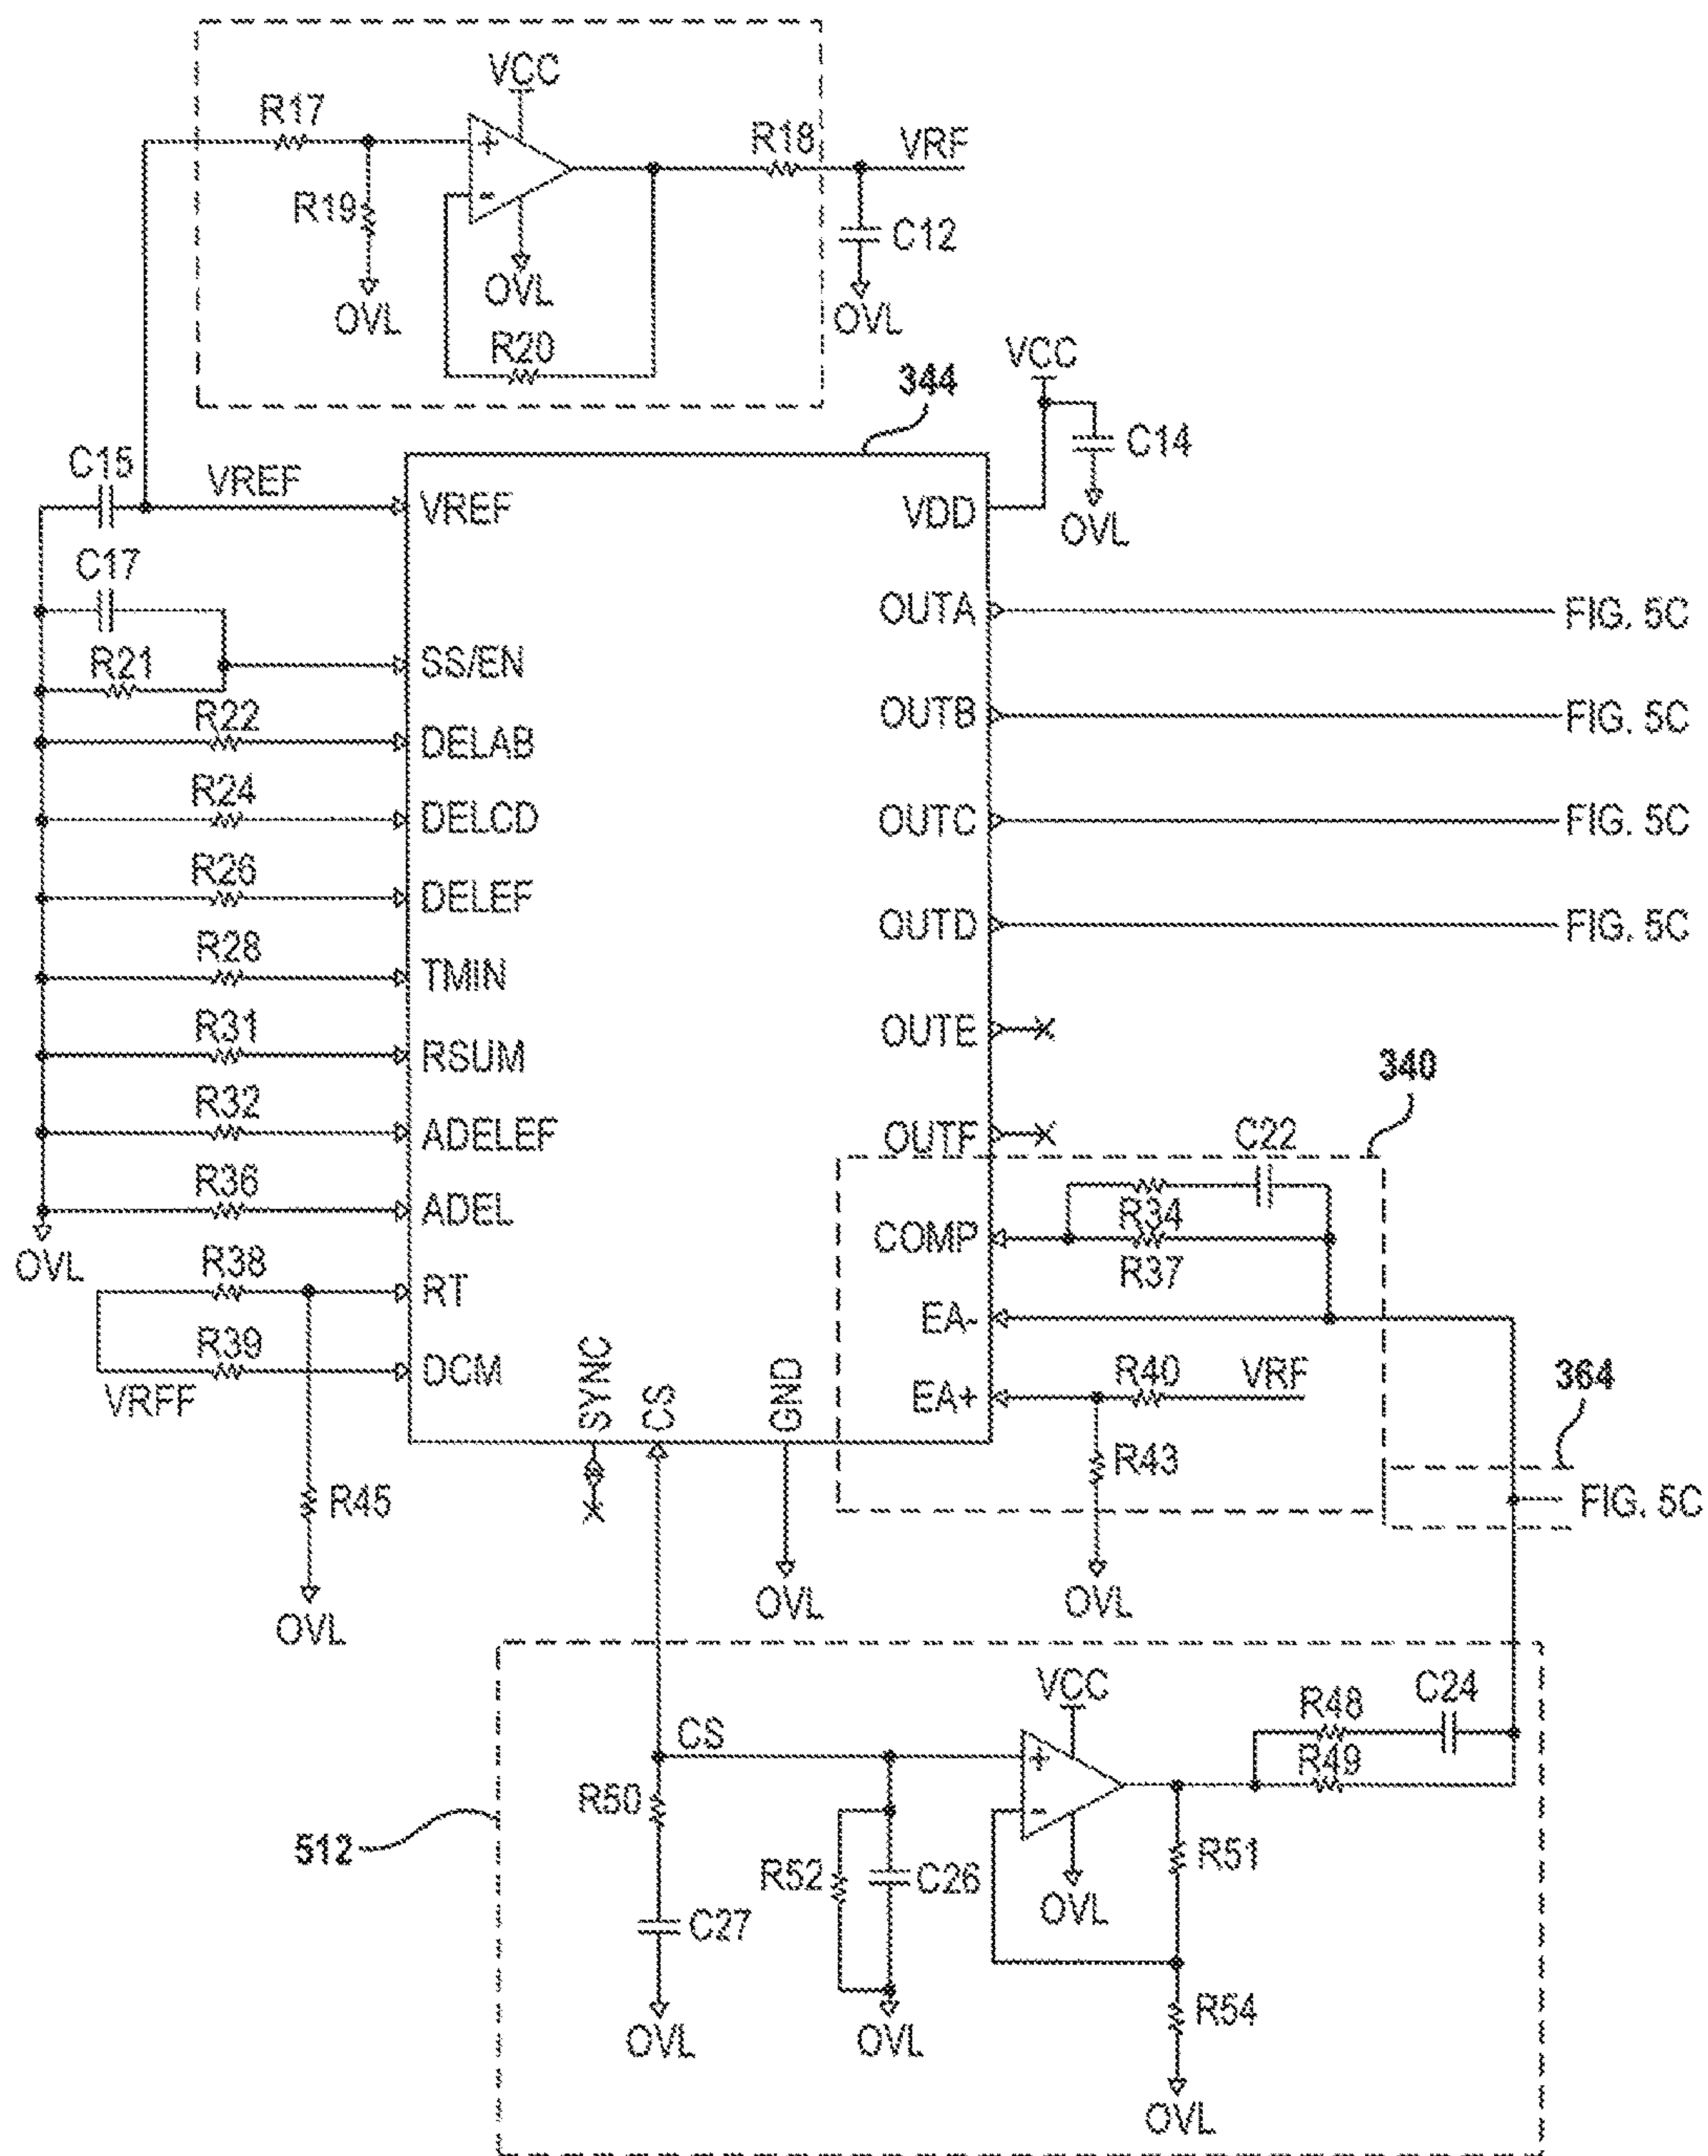 VCC
R17
R18
VRF
R19
C12
OVL
OVL
OVL
R20
VCC
344
C14
C15
VREF
VREF
VDD
OVL
C17
OUTA
FIG. 5C
R21
SS/EN
R22
DELAB
OUTB
FIG. 5C
R24
DELCD
OUTC
FIG. 5C
R26
DELEF
OUTD
FIG. 5C
R28
TMIN
R31
RSUM
OUTE
340
R32
ADELEF
OUTF
C22
R36
ADEL
R34
COMP
R37
OVL
R38
RT
EA-
R39
DCM
R40
VRF
EA+
364
VRFF
SYNC
CS
GND
R43
R45
FIG. 5C
OVL
OVL
OVL
VCC
C24
R48
CS
R49
R50
512
R52
C26
R51
OVL
C27
R54
OVL
OVL
OVL